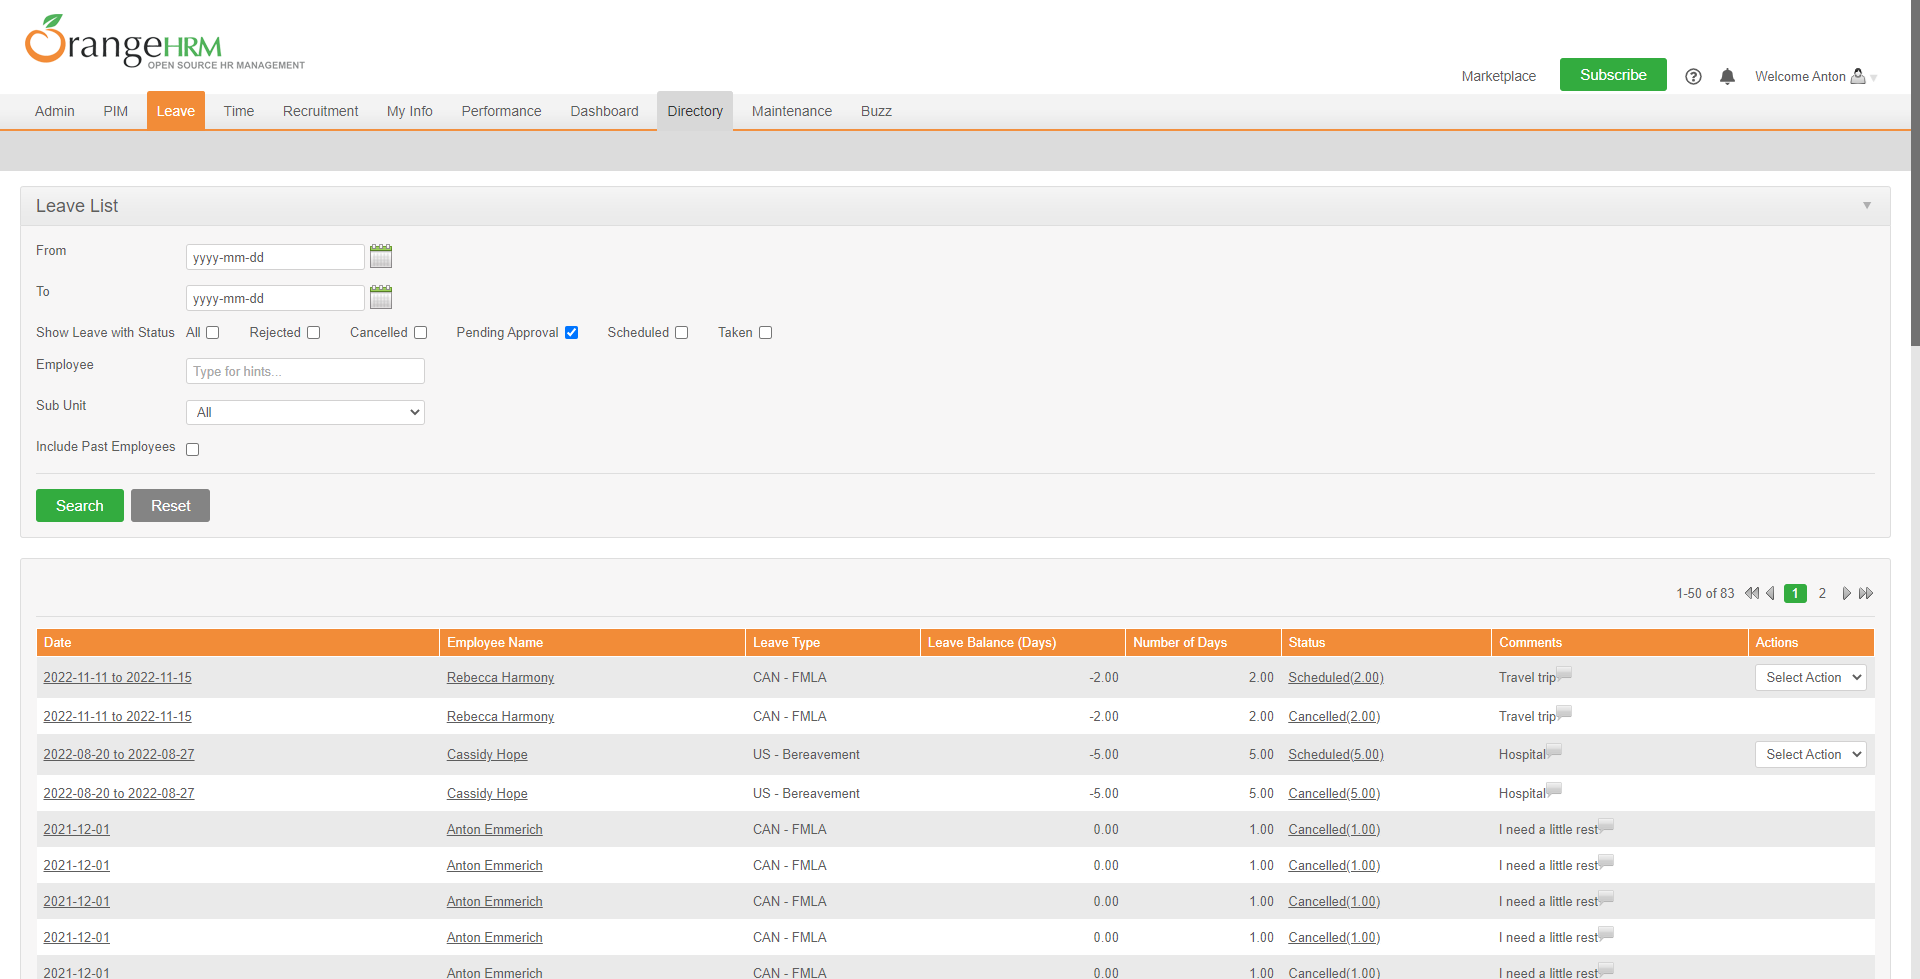 OrangeHRM
OPEN SOURCE HR MANAGEMENT
Marketplace Subscribe Welcome Anton
Admin PIM Leave Time Recruitment My Info Performance Dashboard Directory Maintenance Buzz
Leave List
From yyyy-mm-dd
To yyyy-mm-dd
Show Leave with Status All Rejected Cancelled Pending Approval Scheduled Taken
Employee Type for hints...
Sub Unit All
Include Past Employees
Search Reset
1-50 of 83 1 2
Date Employee Name Leave Type Leave Balance (Days) Number of Days Status Comments Actions
2022-11-11 to 2022-11-15 Rebecca Harmony CAN - FMLA -2.00 2.00 Scheduled(2.00) Travel trip Select Action
2022-11-11 to 2022-11-15 Rebecca Harmony CAN - FMLA -2.00 2.00 Cancelled(2.00) Travel trip
2022-08-20 to 2022-08-27 Cassidy Hope US - Bereavement -5.00 5.00 Scheduled(5.00) Hospital Select Action
2022-08-20 to 2022-08-27 Cassidy Hope US - Bereavement -5.00 5.00 Cancelled(5.00) Hospital
2021-12-01 Anton Emmerich CAN - FMLA 0.00 1.00 Cancelled(1.00) I need a little rest
2021-12-01 Anton Emmerich CAN - FMLA 0.00 1.00 Cancelled(1.00) I need a little rest
2021-12-01 Anton Emmerich CAN - FMLA 0.00 1.00 Cancelled(1.00) I need a little rest
2021-12-01 Anton Emmerich CAN - FMLA 0.00 1.00 Cancelled(1.00) I need a little rest
2021-12-01 Anton Emmerich CAN - FMLA 0.00 1.00 Cancelled(1.00) I need a little rest